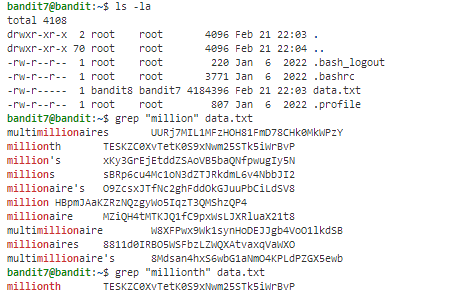 bandit7@bandit:~$ ls -la
total 4108
drwxr-xr-x  2 root    root       4096 Feb 21 22:03 .
drwxr-xr-x 70 root    root       4096 Feb 21 22:04 ..
-rw-r--r--  1 root    root        220 Jan  6  2022 .bash_logout
-rw-r--r--  1 root    root       3771 Jan  6  2022 .bashrc
-rw-r-----  1 bandit8 bandit7 4184396 Feb 21 22:03 data.txt
-rw-r--r--  1 root    root        807 Jan  6  2022 .profile
bandit7@bandit:~$ grep "million" data.txt
multimillionaires       UURj7MIL1MFzHOH81FmD78CHk0MkWPzY
millionth       TESKZC0XvTetK0S9xNwm25STk5iWrBvP
million's       xKy3GrEjEtddZSAoVB5baQNfpwugIy5N
millions        sBRp6cu4Mc1oN3dZTJRkdmL6v4NbbJI2
millionaire's   O9ZcsxJTfNc2ghFddOkGJuuPbCiLdSV8
million HBpmJAaKZRzNQzgyWo5IqzT3QMShzQP4
millionaire     MZiQH4tMTKJQ1fC9pxWsLJXRluaX21t8
multimillionaire        W8XFPwx9Wk1synHoDEJJgb4VoO1lkdSB
millionaires    8811d0IRBO5WSFbzLZWQXAtvaxqVaWXO
multimillionaire's      8Mdsan4hxS6wbG1aNmO4KPLdPZGX5ewb
bandit7@bandit:~$ grep "millionth" data.txt
millionth       TESKZC0XvTetK0S9xNwm25STk5iWrBvP